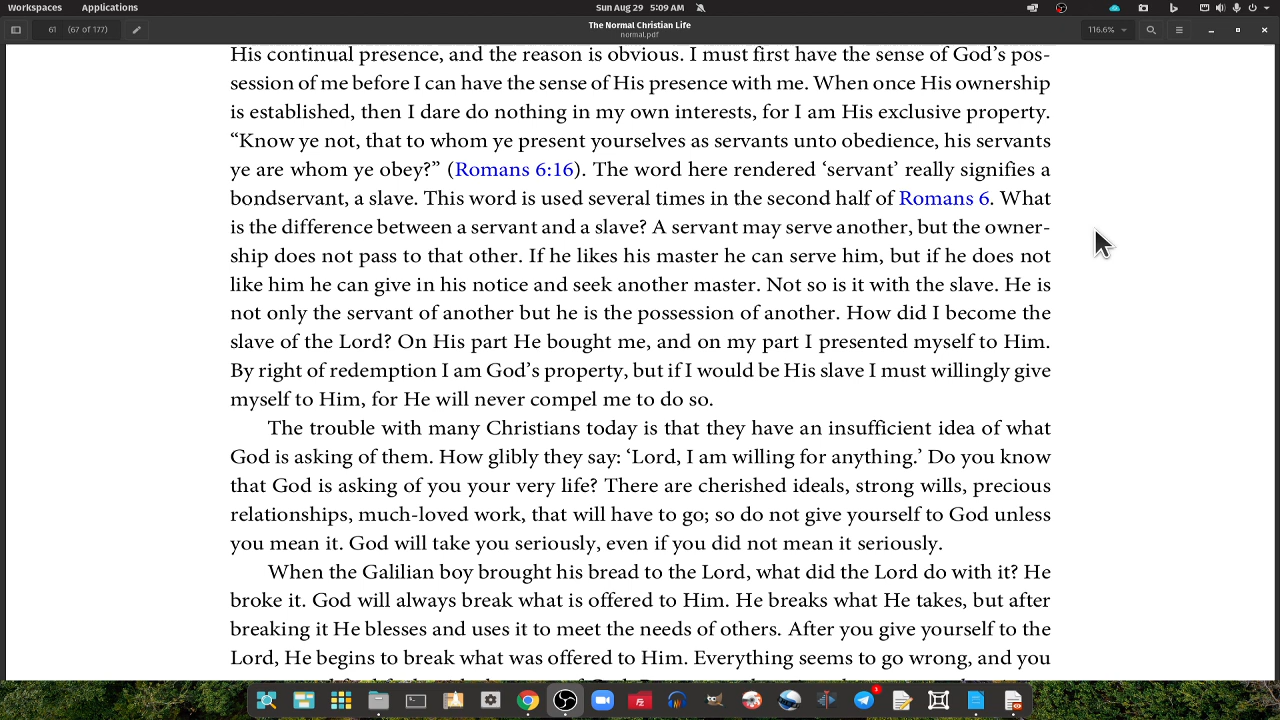 Workspaces Applications Sun Aug 29 5:09 AM
The Normal Christian Life
61 (67 of 177) normal.pdf 116.6%
His continual presence, and the reason is obvious. I must first have the sense of God’s pos-
session of me before I can have the sense of His presence with me. When once His ownership
is established, then I dare do nothing in my own interests, for I am His exclusive property.
“Know ye not, that to whom ye present yourselves as servants unto obedience, his servants
ye are whom ye obey?” (Romans 6:16). The word here rendered ‘servant’ really signifies a
bondservant, a slave. This word is used several times in the second half of Romans 6. What
is the difference between a servant and a slave? A servant may serve another, but the owner-
ship does not pass to that other. If he likes his master he can serve him, but if he does not
like him he can give in his notice and seek another master. Not so is it with the slave. He is
not only the servant of another but he is the possession of another. How did I become the
slave of the Lord? On His part He bought me, and on my part I presented myself to Him.
By right of redemption I am God’s property, but if I would be His slave I must willingly give
myself to Him, for He will never compel me to do so.
The trouble with many Christians today is that they have an insufficient idea of what
God is asking of them. How glibly they say: ‘Lord, I am willing for anything.’ Do you know
that God is asking of you your very life? There are cherished ideals, strong wills, precious
relationships, much-loved work, that will have to go; so do not give yourself to God unless
you mean it. God will take you seriously, even if you did not mean it seriously.
When the Galilian boy brought his bread to the Lord, what did the Lord do with it? He
broke it. God will always break what is offered to Him. He breaks what He takes, but after
breaking it He blesses and uses it to meet the needs of others. After you give yourself to the
Lord, He begins to break what was offered to Him. Everything seems to go wrong, and you